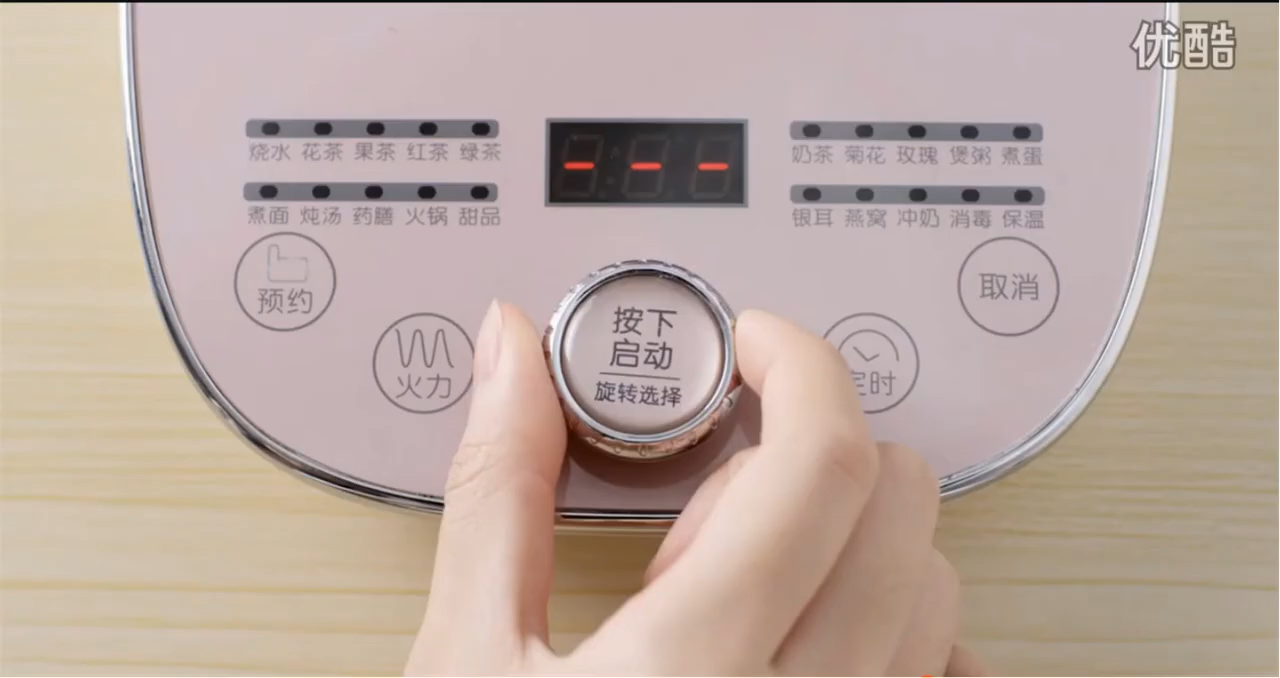 优酷
烧水 花茶 果茶 红茶 绿茶
奶茶 菊花 玫瑰 煲粥 煮蛋
煮面 炖汤 药膳 火锅 甜品
银耳 燕窝 冲奶 消毒 保温
预约
取消
按下
启动
旋转选择
火力
定时